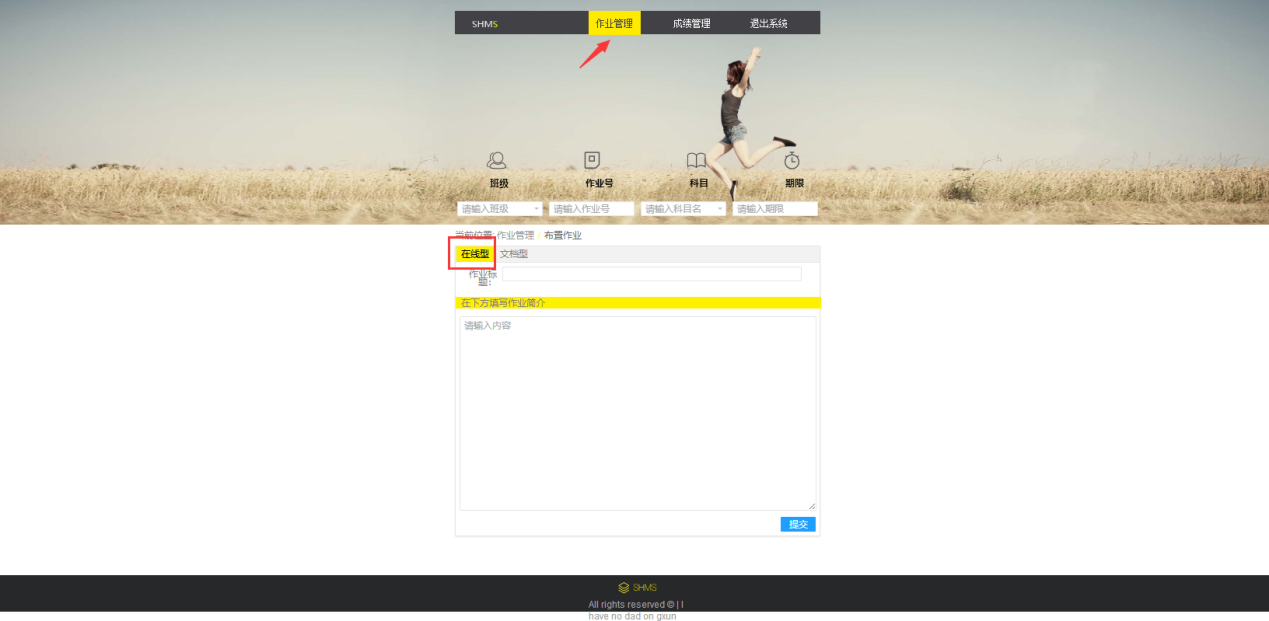 SHMS 作业管理 成绩管理 退出系统
班级 作业号 科目 期限
请输入班级 请输入作业号 请输入科目名 请输入期限
当前位置: 作业管理 / 布置作业
在线型 文档型
作业标
题:
在下方填写作业简介
请输入内容
提交
SHMS
All rights reserved © | I
have no dad on gxun